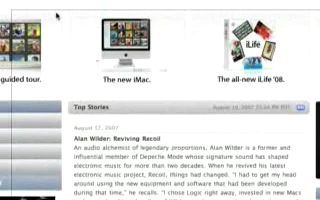 iLife
guided tour.
The new iMac.
The all-new iLife '08.
Top Stories
August 17, 2007
Alan Wilder: Reviving Recoil
An audio alchemist of legendary proportions, Alan Wilder is a former and
influential member of Depeche Mode whose signature sound has shaped
electronic music for more than two decades. When he revived his latest
electronic music project, Recoil, things had changed. "I had to get my head
around using the new equipment and software that had been developed
during that time," he recalls. "I chose Logic right away, invested in new Macs